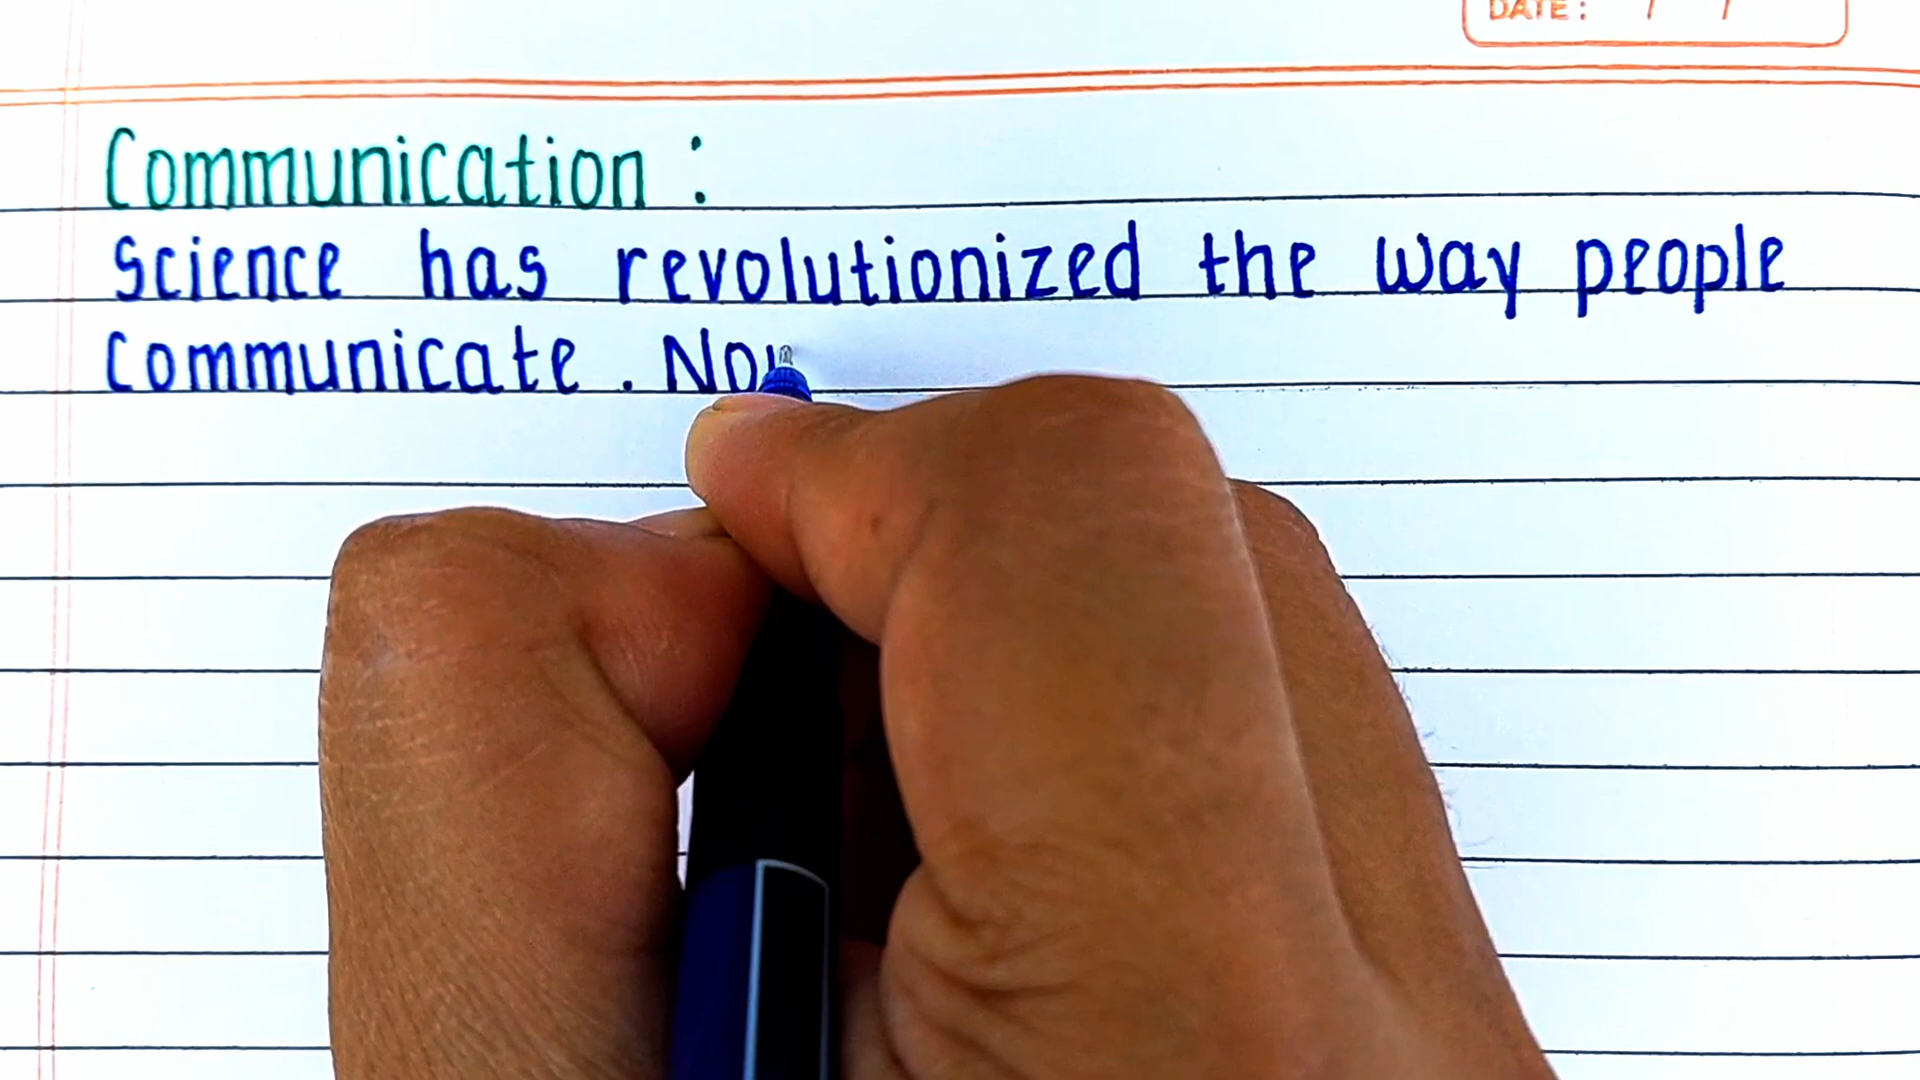 DATE: / /
Communication :
Science has revolutionized the way people
Communicate. No